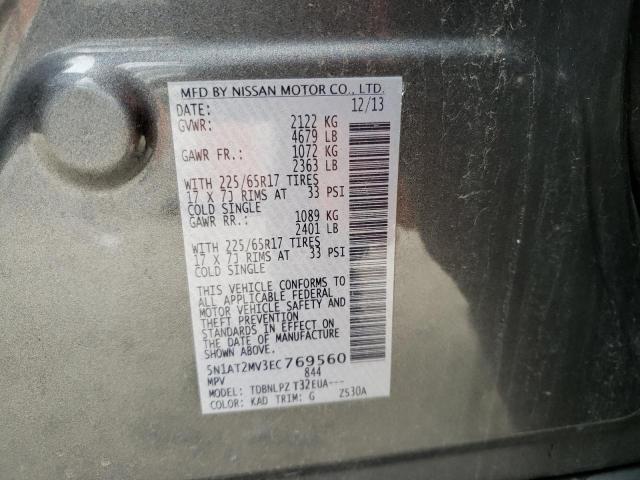 MFD BY NISSAN MOTOR CO., LTD.
DATE: 12/13
GVWR: 2122 KG
4679 LB
GAWR FR.: 1072 KG
2363 LB
WITH 225/65R17 TIRES
17 X 7J RIMS AT 33 PSI
COLD SINGLE
GAWR RR.: 1089 KG
2401 LB
WITH 225/65R17 TIRES
17 X 7J RIMS AT 33 PSI
COLD SINGLE
THIS VEHICLE CONFORMS TO
ALL APPLICABLE FEDERAL
MOTOR VEHICLE SAFETY AND
THEFT PREVENTION
STANDARDS IN EFFECT ON
THE DATE OF MANUFACTURE
SHOWN ABOVE.
5N1AT2MV3EC769560
MPV 844
MODEL: TDBNLPZ T32EUA---
COLOR: KAD TRIM: G ZS30A